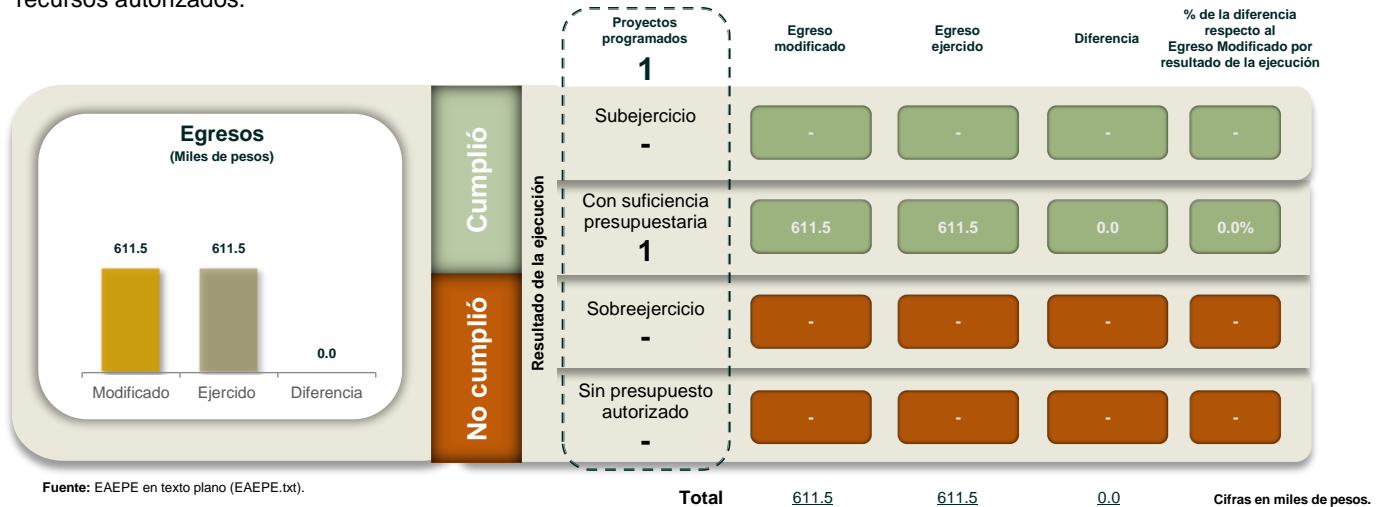 recursos autorizados.
Proyectos
programados
1
Egreso
modificado
Egreso
ejercido
Diferencia
% de la diferencia
respecto al
Egreso Modificado por
resultado de la ejecución
Egresos
(Miles de pesos)
611.5
611.5
0.0
Modificado
Ejercido
Diferencia
Cumplió
No cumplió
Resultado de la ejecución
Subejercicio
-
- - - -
Con suficiencia
presupuestaria
1
611.5 611.5 0.0 0.0%
Sobreejercicio
-
- - - -
Sin presupuesto
autorizado
-
- - - -
Fuente: EAEPE en texto plano (EAEPE.txt).
Total 611.5 611.5 0.0 Cifras en miles de pesos.